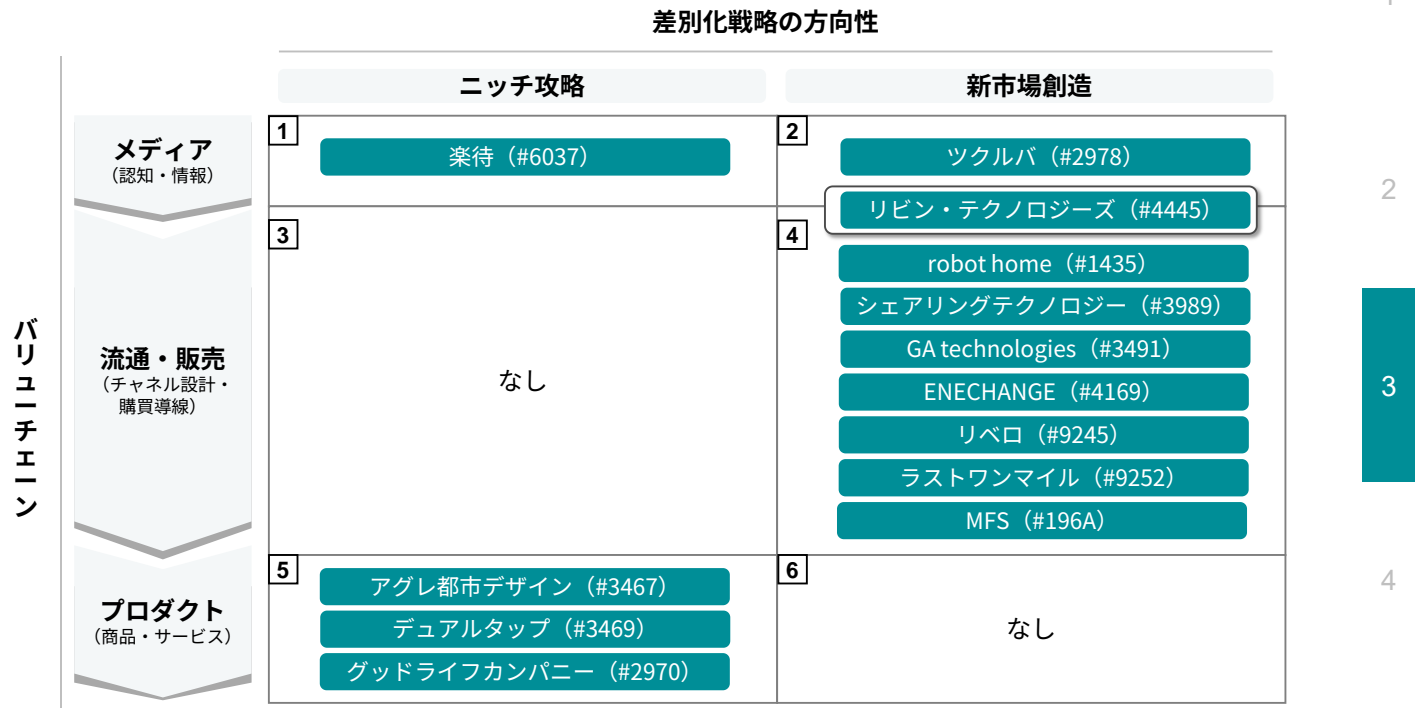 差別化戦略の方向性
ニッチ攻略
新市場創造
バリューチェーン
メディア
（認知・情報）
1
楽待（#6037）
2
ツクルバ（#2978）
リビン・テクノロジーズ（#4445）
流通・販売
（チャネル設計・
購買導線）
3
なし
4
robot home（#1435）
シェアリングテクノロジー（#3989）
GA technologies（#3491）
ENECHANGE（#4169）
リベロ（#9245）
ラストワンマイル（#9252）
MFS（#196A）
プロダクト
（商品・サービス）
5
アグレ都市デザイン（#3467）
デュアルタップ（#3469）
グッドライフカンパニー（#2970）
6
なし
2
3
4